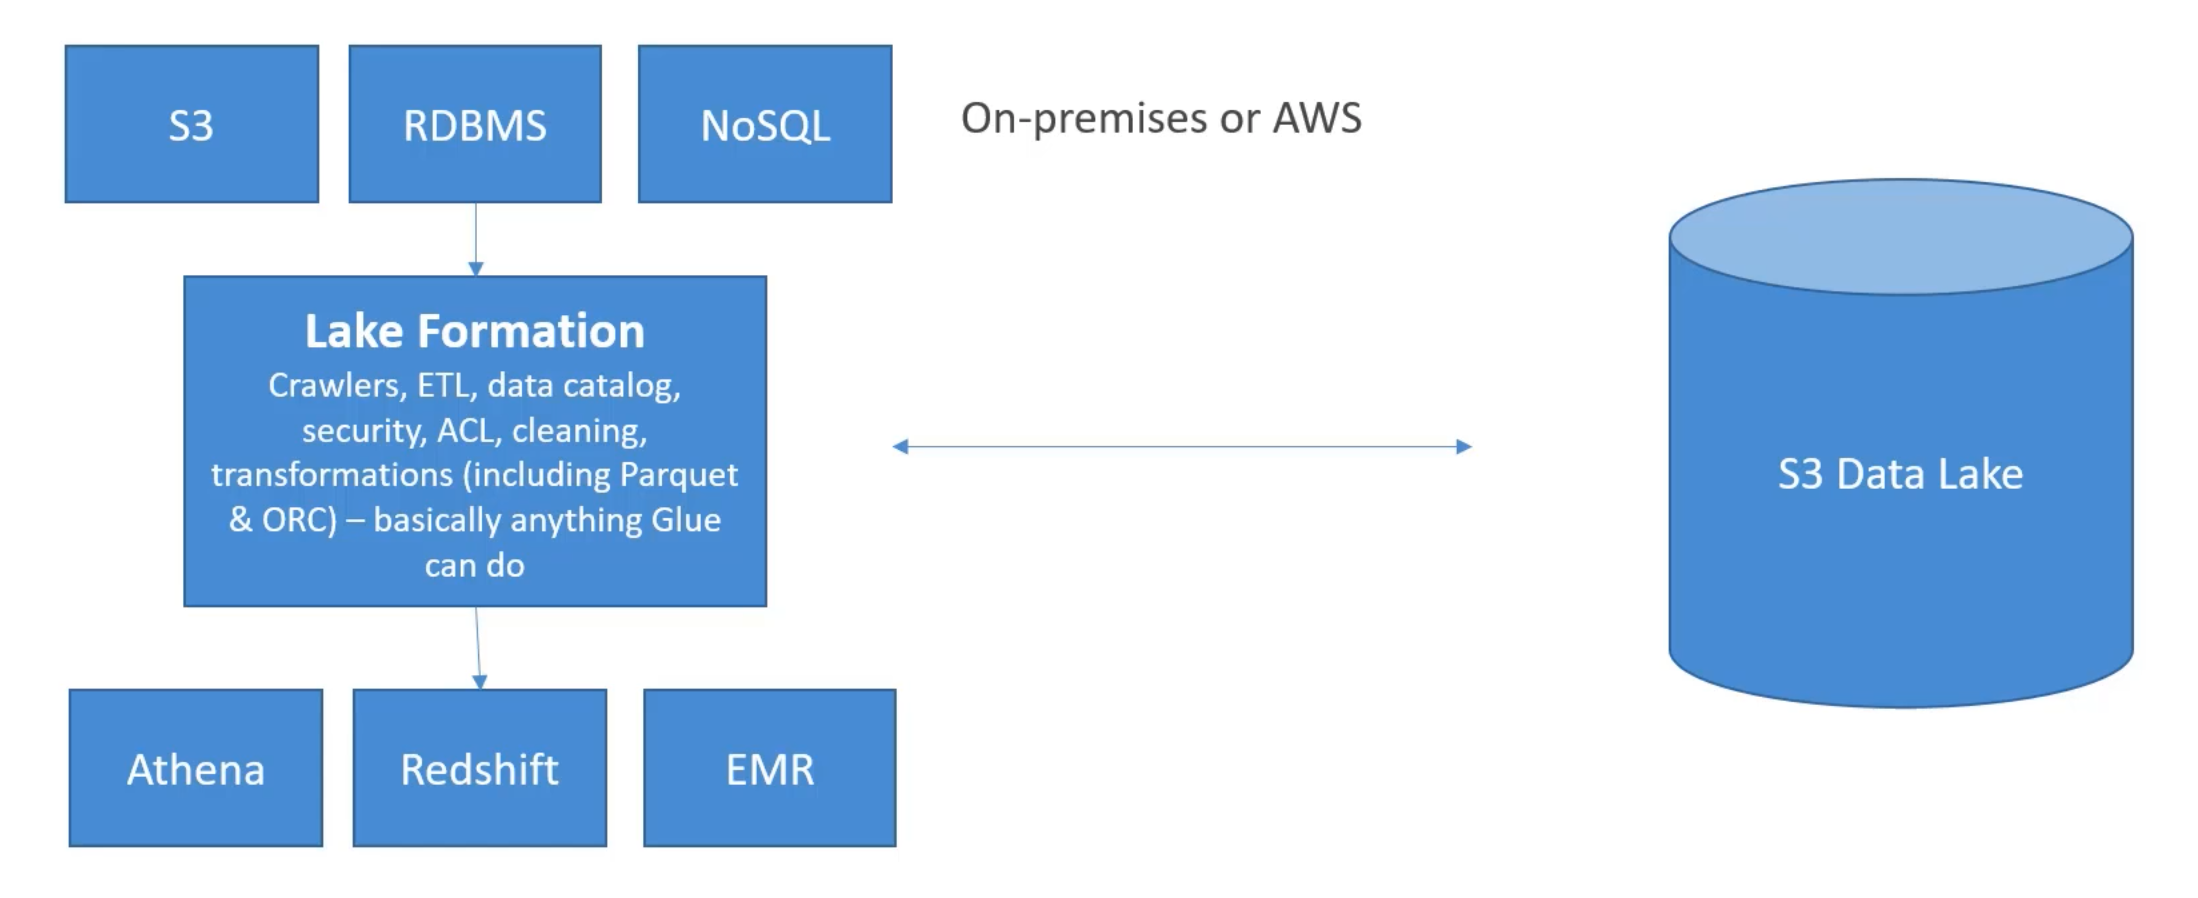 S3
RDBMS
NoSQL
On-premises or AWS
Lake Formation
Crawlers, ETL, data catalog,
security, ACL, cleaning,
transformations (including Parquet
& ORC) – basically anything Glue
can do
S3 Data Lake
Athena
Redshift
EMR